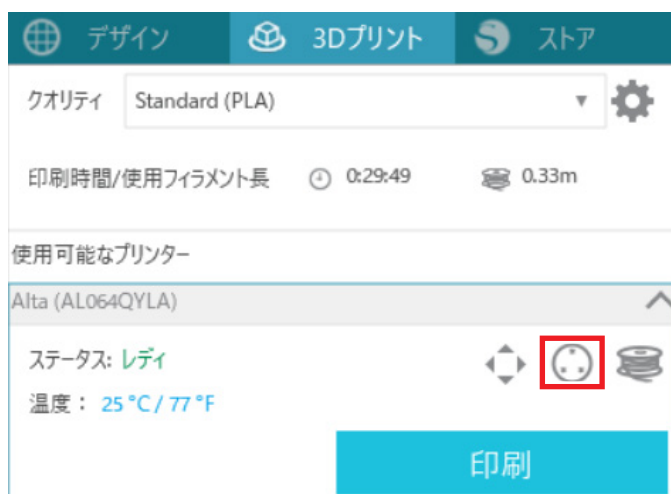 デザイン 3Dプリント ストア
クオリティ Standard (PLA)
印刷時間/使用フィラメント長 0:29:49 0.33m
使用可能なプリンター
Alta (AL064QYLA)
ステータス: レディ
温度: 25 °C / 77 °F
印刷